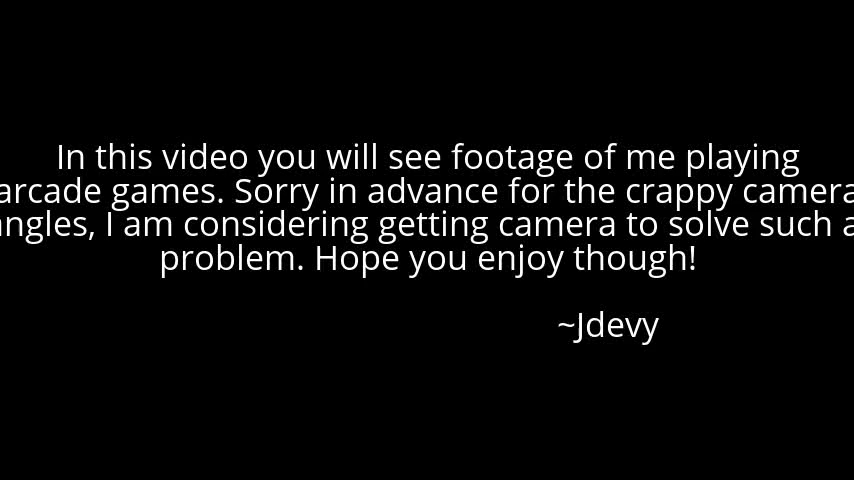 In this video you will see footage of me playing
arcade games. Sorry in advance for the crappy camera
angles, I am considering getting camera to solve such a
problem. Hope you enjoy though!
~Jdevy